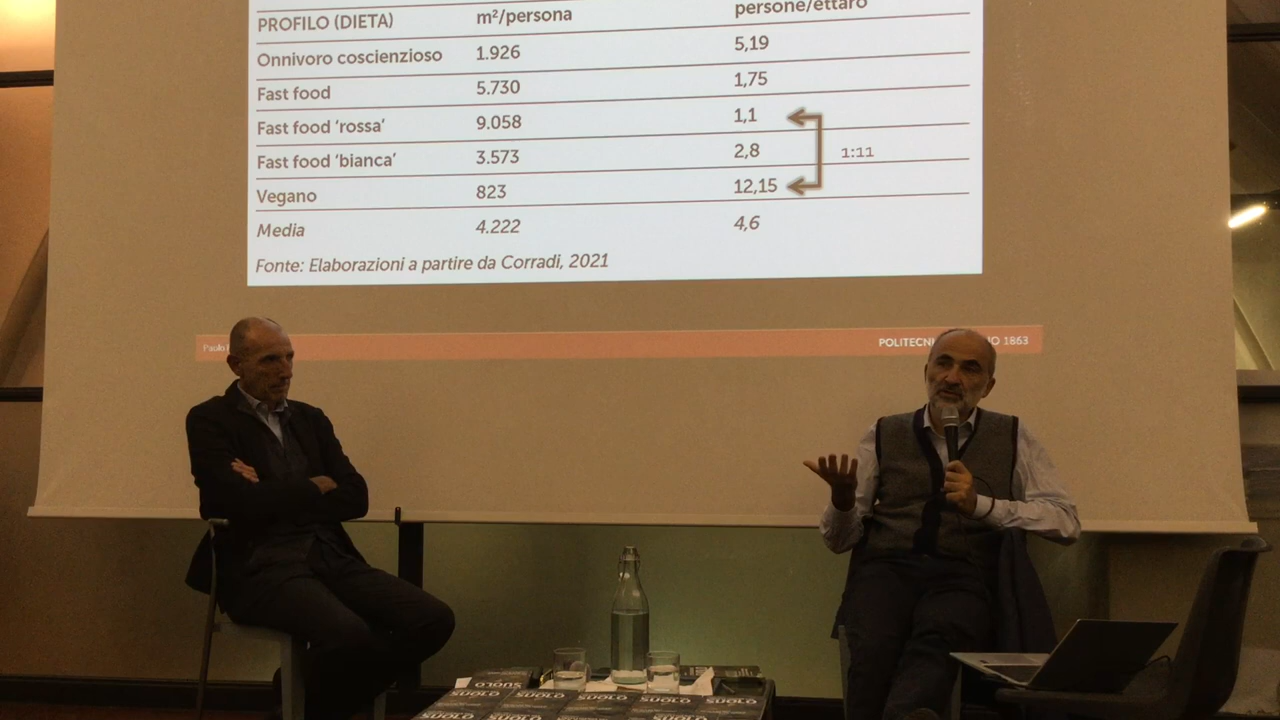 PROFILO (DIETA) m²/persona persone/ettaro
Onnivoro coscienzioso 1.926 5,19
Fast food 5.730 1,75
Fast food ‘rossa’ 9.058 1,1
Fast food ‘bianca’ 3.573 2,8
1:11
Vegano 823 12,15
Media 4.222 4,6
Fonte: Elaborazioni a partire da Corradi, 2021
Paolo
POLITECNI O 1863
SUOLO
SUOLO